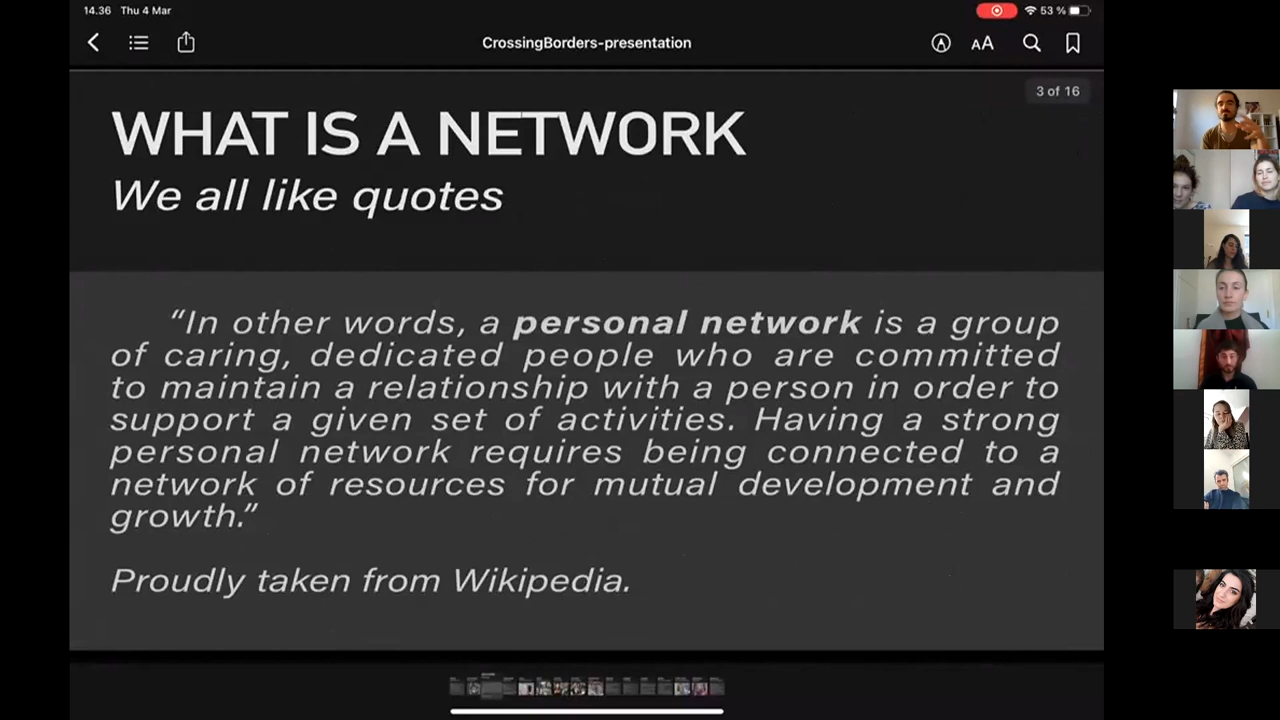 14.36 Thu 4 Mar
53 %
CrossingBorders-presentation
AA
3 of 16
WHAT IS A NETWORK
We all like quotes
“In other words, a personal network is a group
of caring, dedicated people who are committed
to maintain a relationship with a person in order to
support a given set of activities. Having a strong
personal network requires being connected to a
network of resources for mutual development and
growth.”
Proudly taken from Wikipedia.